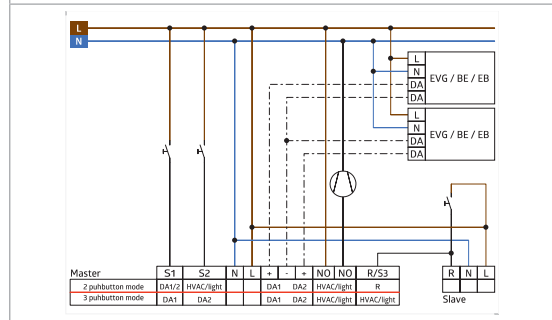 L
N
L
N
DA
DA
EVG / BE / EB
L
N
DA
DA
EVG / BE / EB
Master S1 S2 N L + - + NO NO R/S3 R N L
2 puhbutton mode DA1/2 HVAC/light DA1 DA2 HVAC/light R
3 puhbutton mode DA1 DA2 DA1 DA2 HVAC/light HVAC/light
Slave